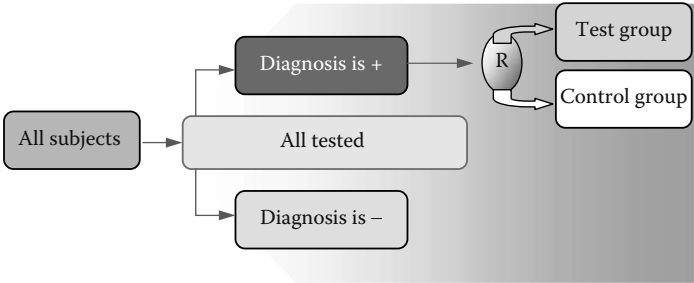 All subjects
All tested
Diagnosis is +
Diagnosis is –
R
Test group
Control group